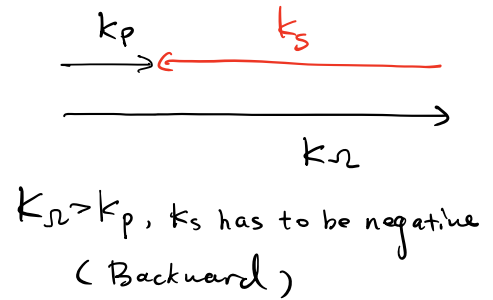 kp
ks
kΩ
kΩ>kp, ks has to be negative
(Backward)